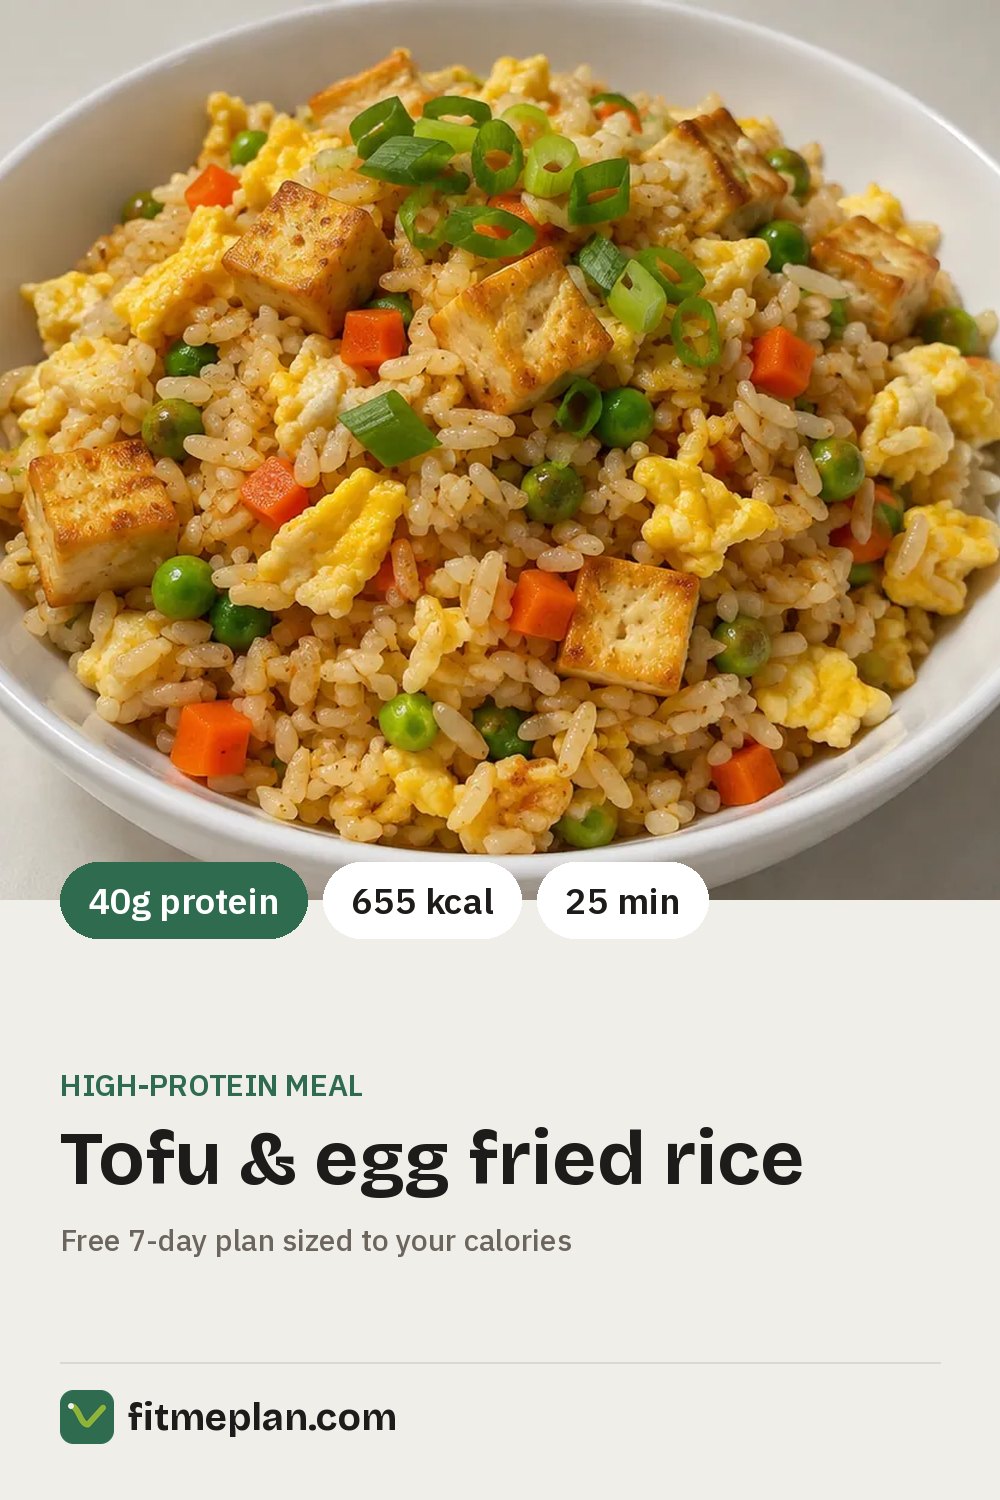 40g protein
655 kcal
25 min
HIGH-PROTEIN MEAL
Tofu & egg fried rice
Free 7-day plan sized to your calories
fitmeplan.com